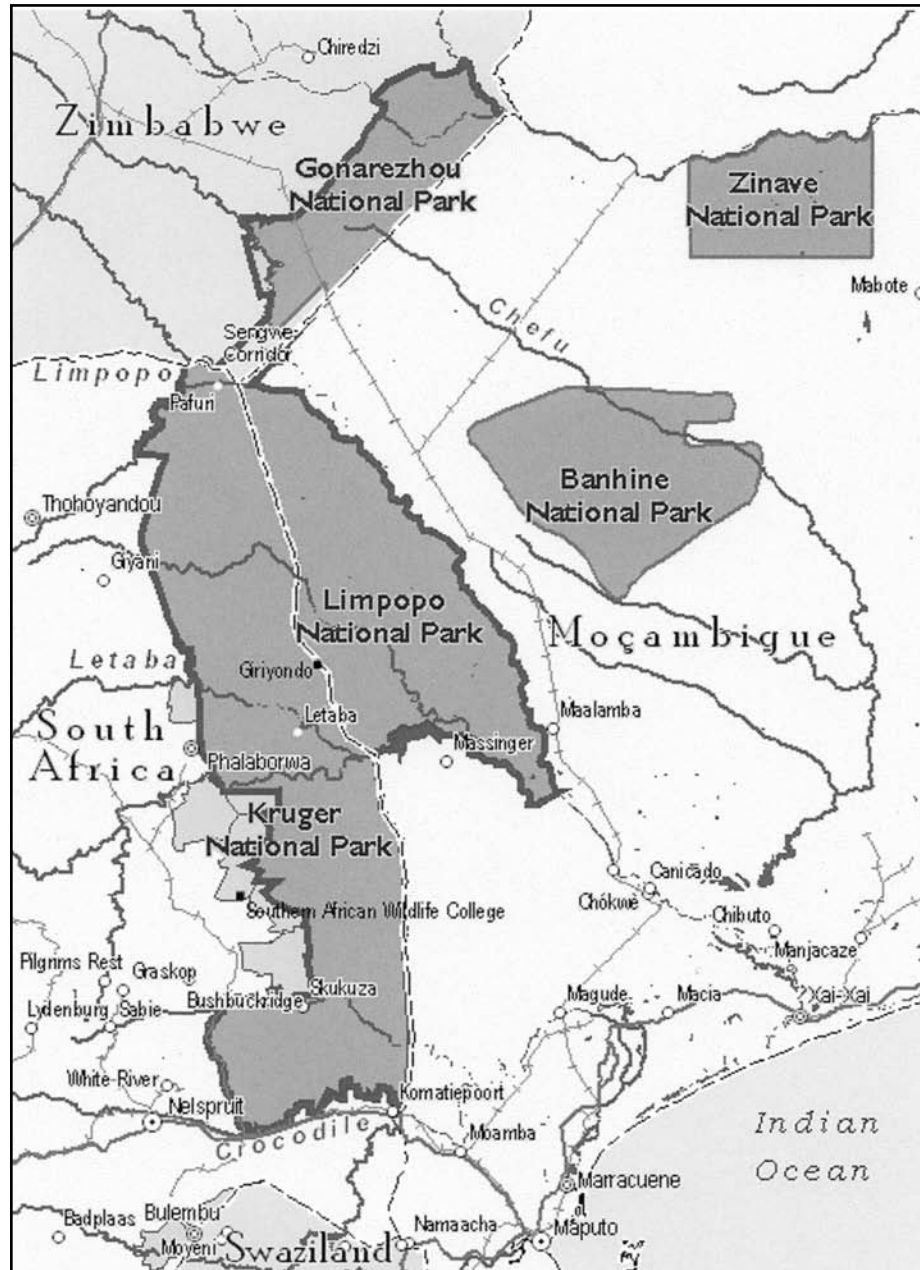 Chiredzi
Zimbabwe
Gonarezhou
National Park
Zinave
National Park
Mabote
Chefu
Sengwe
Corridor
Limpopo
Pafuri
Banhine
National Park
Thohoyandou
Giyani
Limpopo
National Park
Moçambigue
Letaba
Giriyondo
South
Africa
Letaba
Maalamba
Massinger
Phalaborwa
Kruger
National Park
Canicado
Chókwè
Southern African Wildlife College
Chibuto
Manjacaze
Pilgrims Rest
Graskop
Skukuza
Bushbuckridge
Magude
Macia
?Xai-Xai
Lydenburg
Sabie
White-River
Komatiepoort
Nelspruit
Crocodile
Moamba
Indian
Ocean
Marracuene
Badplaas
Bulembu
Namaacha
Maputo
Moyeni
Swaziland